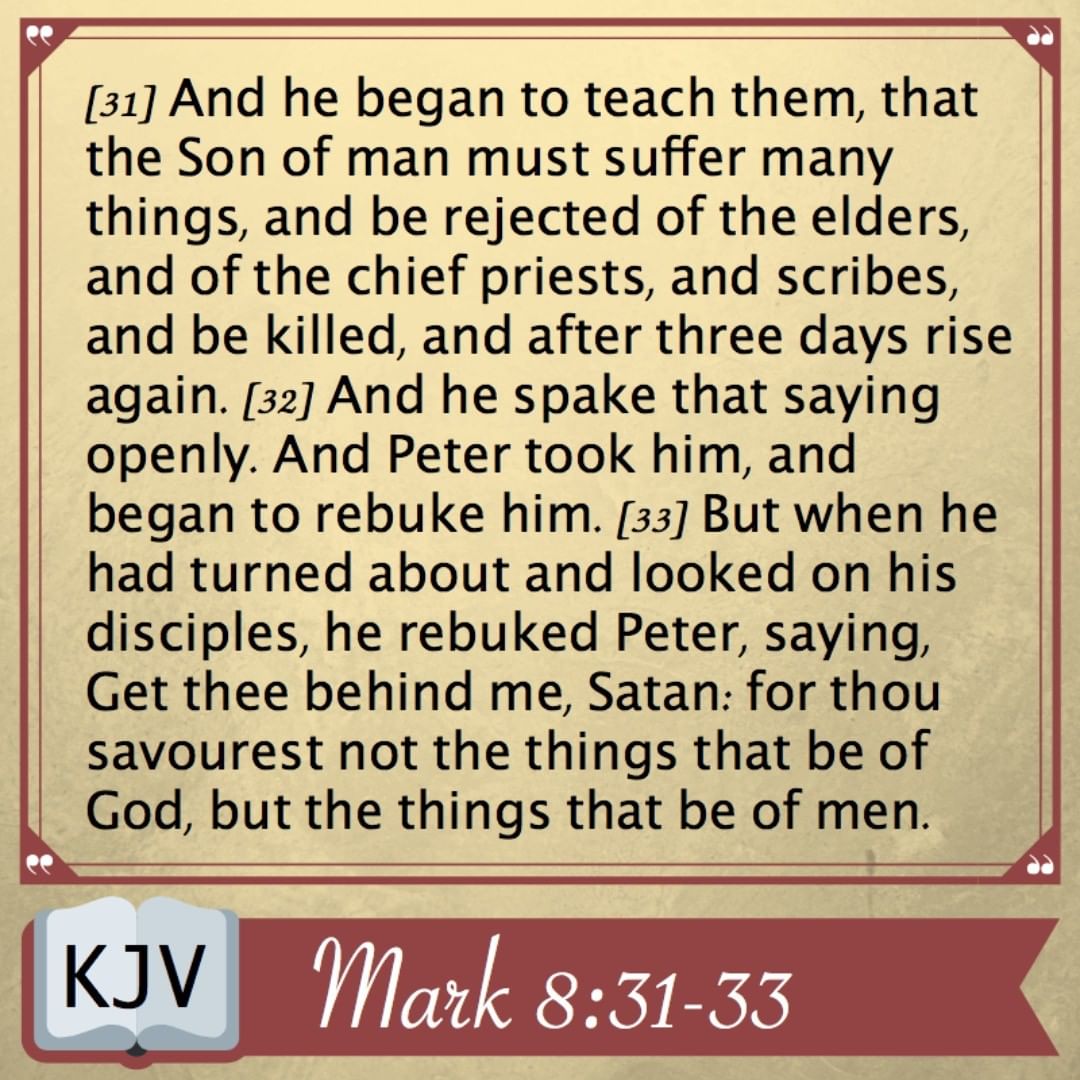 [31] And he began to teach them, that
the Son of man must suffer many
things, and be rejected of the elders,
and of the chief priests, and scribes,
and be killed, and after three days rise
again. [32] And he spake that saying
openly. And Peter took him, and
began to rebuke him. [33] But when he
had turned about and looked on his
disciples, he rebuked Peter, saying,
Get thee behind me, Satan: for thou
savourest not the things that be of
God, but the things that be of men.
KJV
Mark 8:31-33